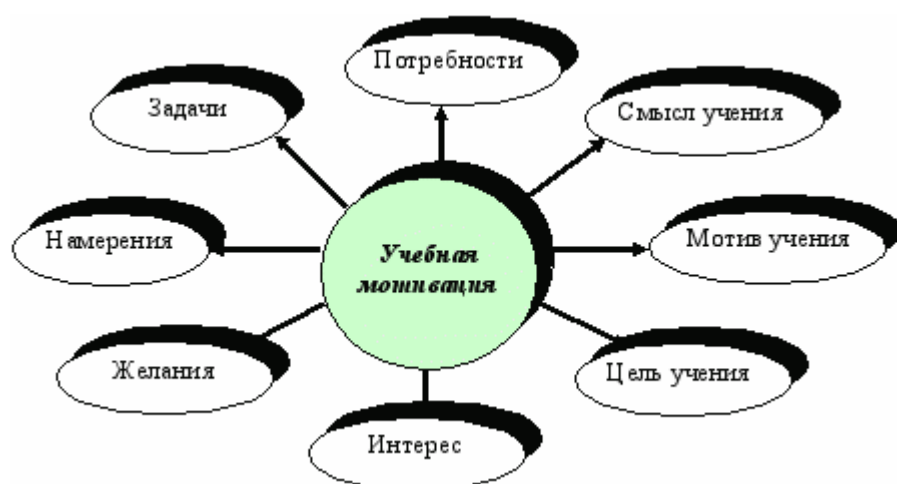 Потребности
Задачи
Смысл учения
Намерения
Учебная
мотивация
Мотив учения
Желания
Цель учения
Интерес